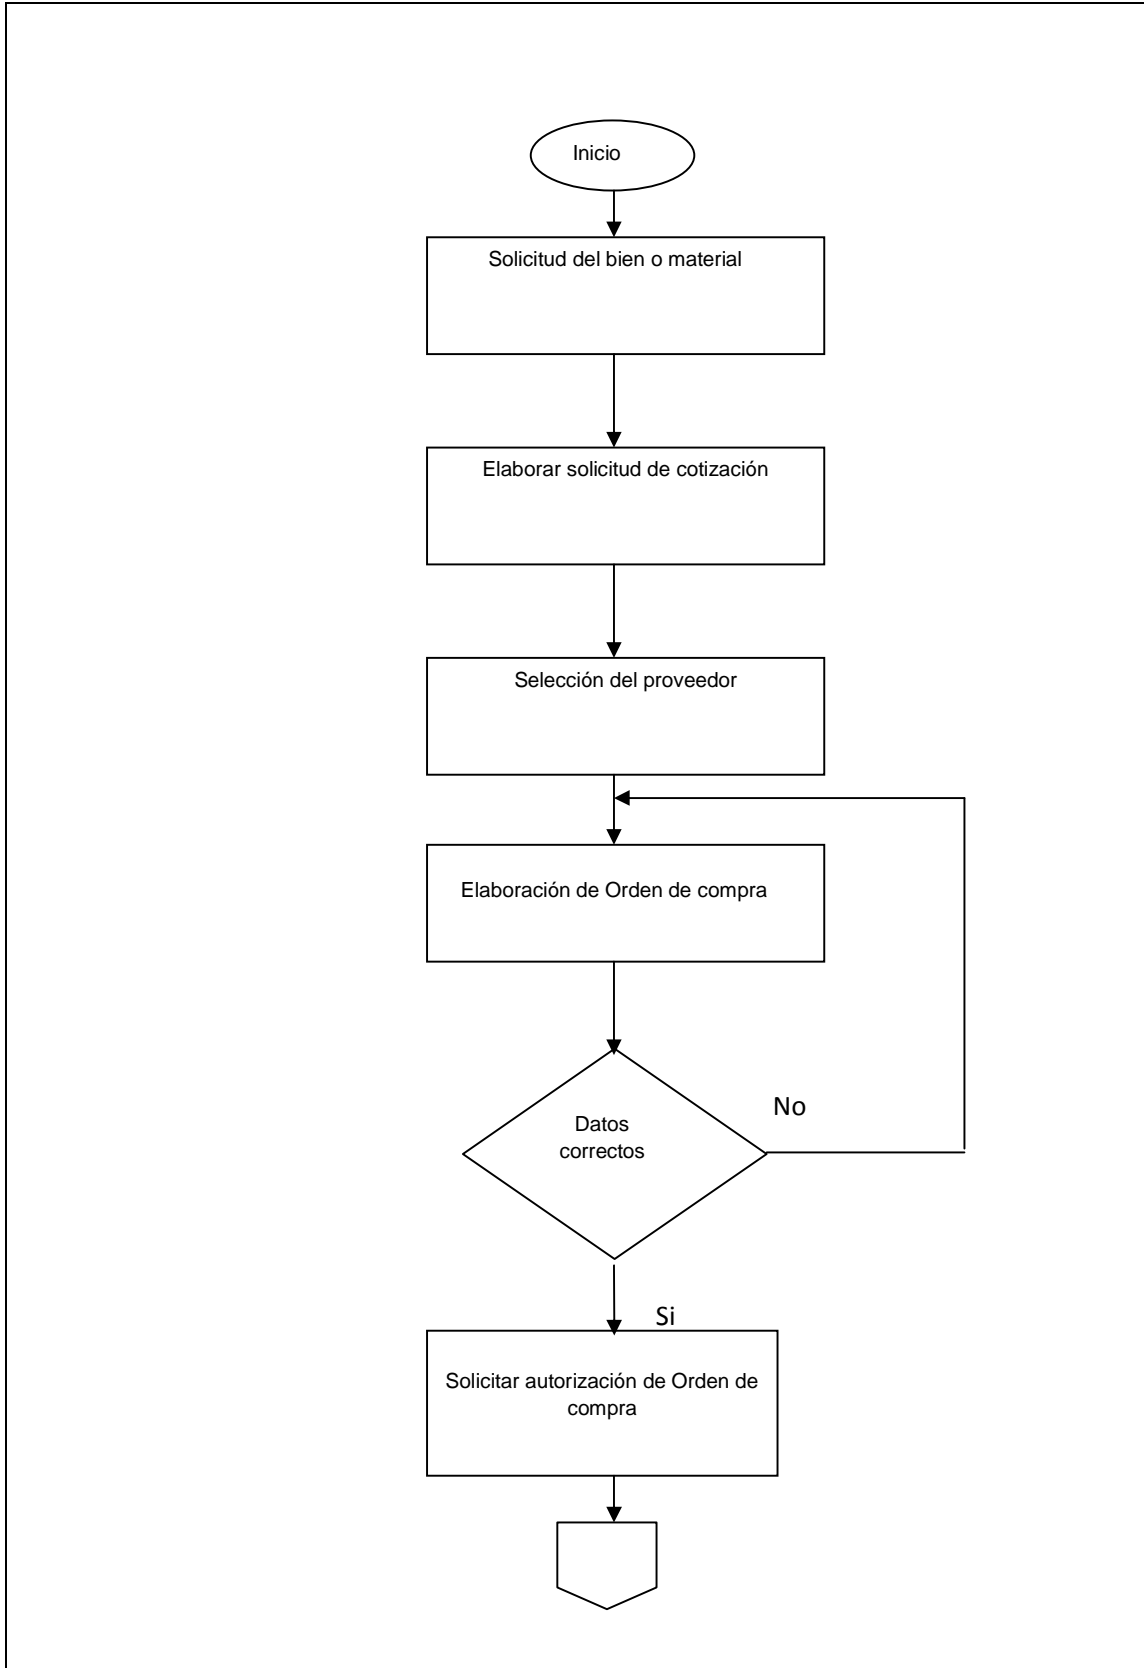 Inicio
Solicitud del bien o material
Elaborar solicitud de cotización
Selección del proveedor
Elaboración de Orden de compra
Datos
correctos
No
Si
Solicitar autorización de Orden de
compra